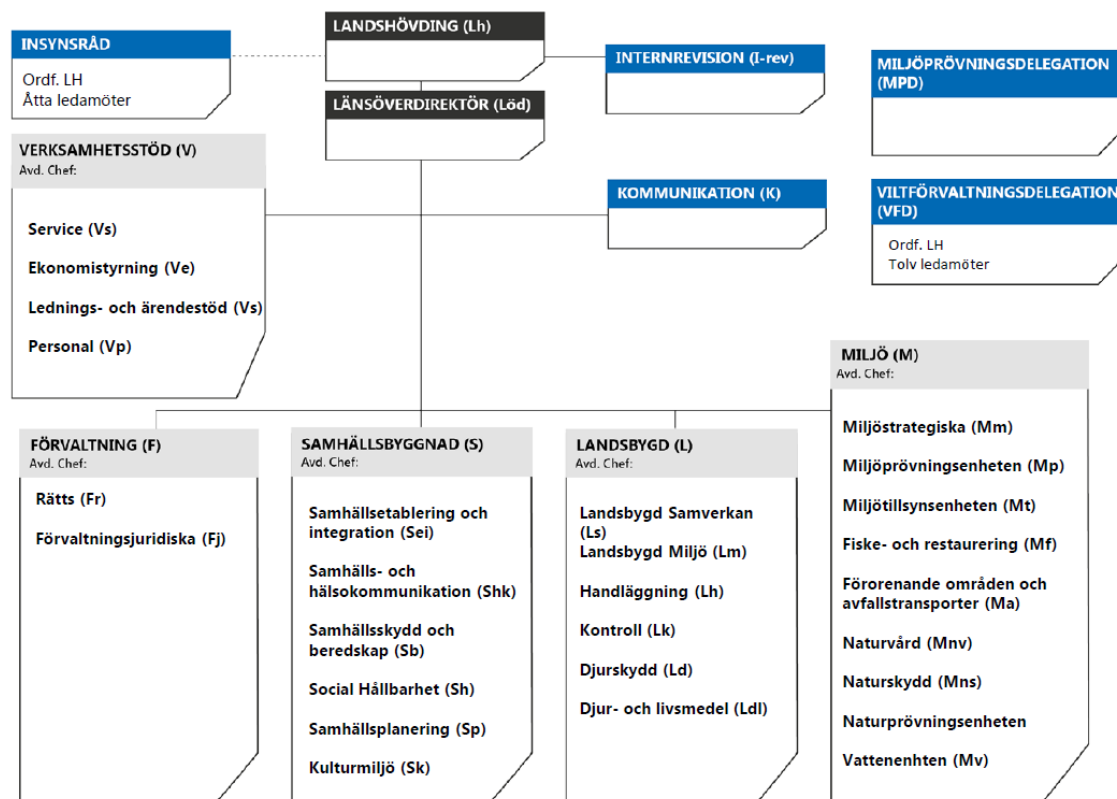 LANDSHÖVDING (Lh)
INSYNSRÅD
Ordf. LH
Åtta ledamöter
INTERNREVISION (I-rev)
MILJÖPRÖVNINGSDELEGATION
(MPD)
LÄNSÖVERDIREKTÖR (Löd)
VERKSAMHETSSTÖD (V)
Avd. Chef:
Service (Vs)
Ekonomistyrning (Ve)
Lednings- och ärendestöd (Vs)
Personal (Vp)
KOMMUNIKATION (K)
VILTFÖRVALTNINGSDELEGATION
(VFD)
Ordf. LH
Tolv ledamöter
FÖRVALTNING (F)
Avd. Chef:
Rätts (Fr)
Förvaltningsjuridiska (Fj)
SAMHÄLLSBYGGNAD (S)
Avd. Chef:
Samhällsetablering och
integration (Sei)
Samhälls- och
hälsokommunikation (Shk)
Samhällsskydd och
beredskap (Sb)
Social Hållbarhet (Sh)
Samhällsplanering (Sp)
Kulturmiljö (Sk)
LANDSBYGD (L)
Avd. Chef:
Landsbygd Samverkan
(Ls)
Landsbygd Miljö (Lm)
Handläggning (Lh)
Kontroll (Lk)
Djurskydd (Ld)
Djur- och livsmedel (Ldl)
MILJÖ (M)
Avd. Chef:
Miljöstrategiska (Mm)
Miljöprövningsenheten (Mp)
Miljötillsynsenheten (Mt)
Fiske- och restaurering (Mf)
Förorenande områden och
avfallstransporter (Ma)
Naturvård (Mnv)
Naturskydd (Mns)
Naturprövningsenheten
Vattenenhten (Mv)